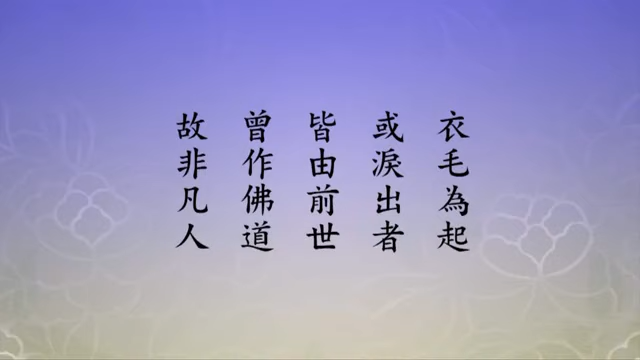 衣毛為起
或淚出者
皆由前世
曾作佛道
故非凡人